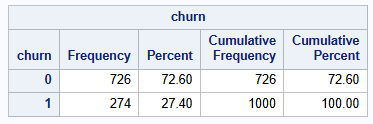 churn
churn Frequency Percent Cumulative Frequency Cumulative Percent
0 726 72.60 726 72.60
1 274 27.40 1000 100.00